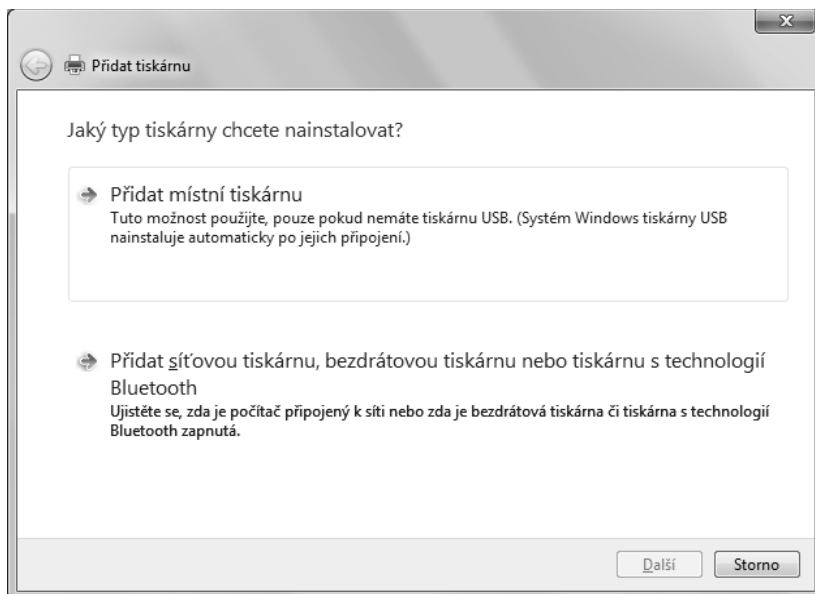 x
Přidat tiskárnu
Jaký typ tiskárny chcete nainstalovat?
Přidat místní tiskárnu
Tuto možnost použijte, pouze pokud nemáte tiskárnu USB. (Systém Windows tiskárny USB
nainstaluje automaticky po jejich připojení.)
Přidat síťovou tiskárnu, bezdrátovou tiskárnu nebo tiskárnu s technologií
Bluetooth
Ujistěte se, zda je počítač připojený k síti nebo zda je bezdrátová tiskárna či tiskárna s technologií
Bluetooth zapnutá.
Další Storno